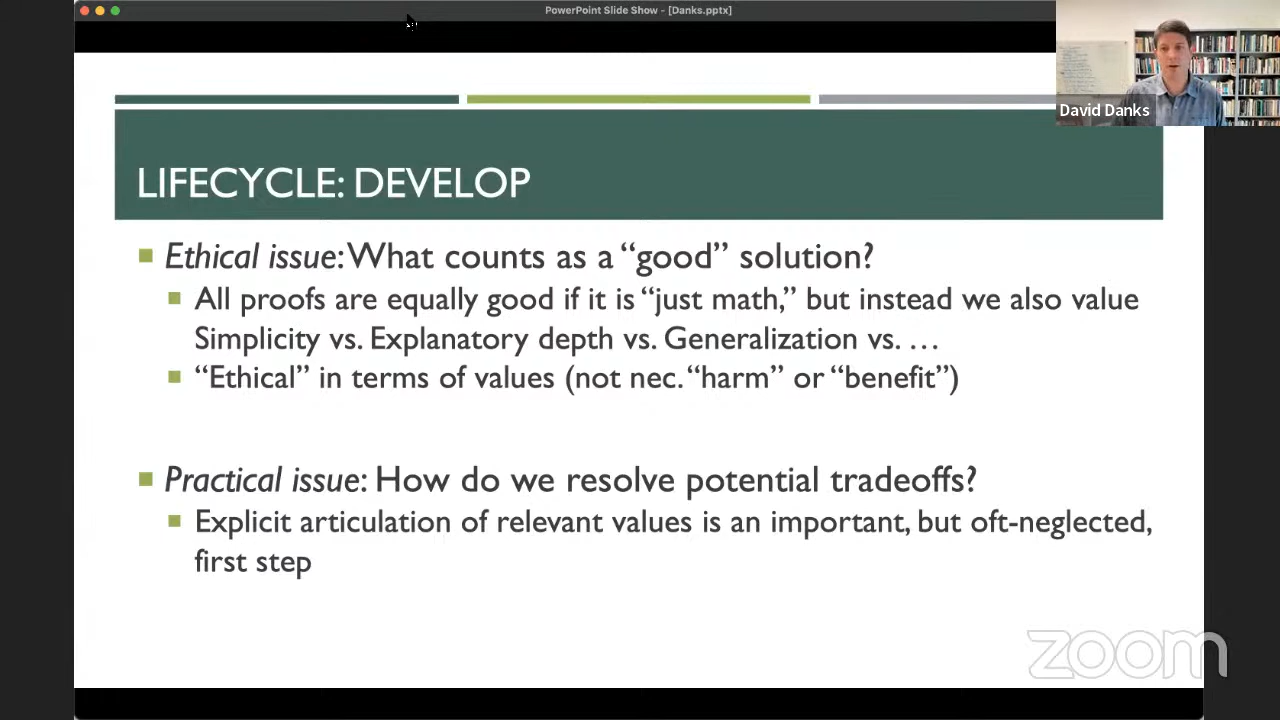 PowerPoint Slide Show - [Danks.pptx]
David Danks
LIFECYCLE: DEVELOP
Ethical issue: What counts as a “good” solution?
All proofs are equally good if it is “just math,” but instead we also value
Simplicity vs. Explanatory depth vs. Generalization vs. …
“Ethical” in terms of values (not nec. “harm” or “benefit”)
Practical issue: How do we resolve potential tradeoffs?
Explicit articulation of relevant values is an important, but oft-neglected,
first step
zoom